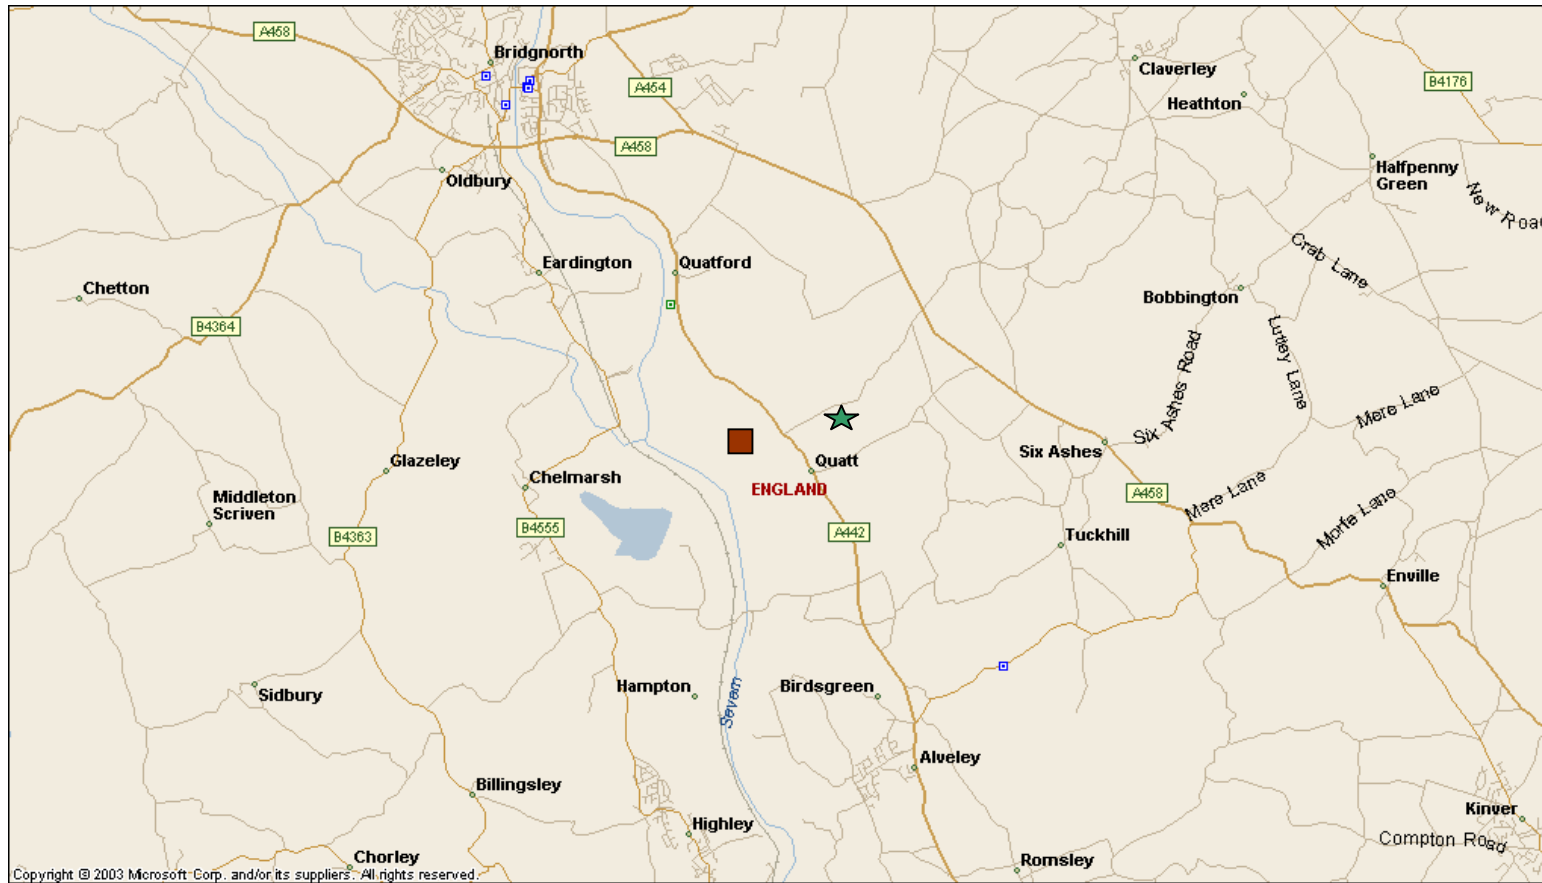 A458
Bridgnorth
Claverley
A454
B4176
Heathton
A458
Halfpenny
Green
Oldbury
New Road
Crab Lane
Eardington
Quatford
Chetton
Bobbington
B4364
Lutley Lane
Six Ashes Road
Mere Lane
Six Ashes
Glazeley
Quatt
Chelmarsh
ENGLAND
Middleton
Scriven
A458
Mere Lane
Morfe Lane
B4555
B4363
A442
Tuckhill
Enville
Hampton
Birdsgreen
Sidbury
Severn
Alveley
Billingsley
Kinver
Highley
Compton Road
Chorley
Romsley
Copyright © 2003 Microsoft Corp. and/or its suppliers. All rights reserved.